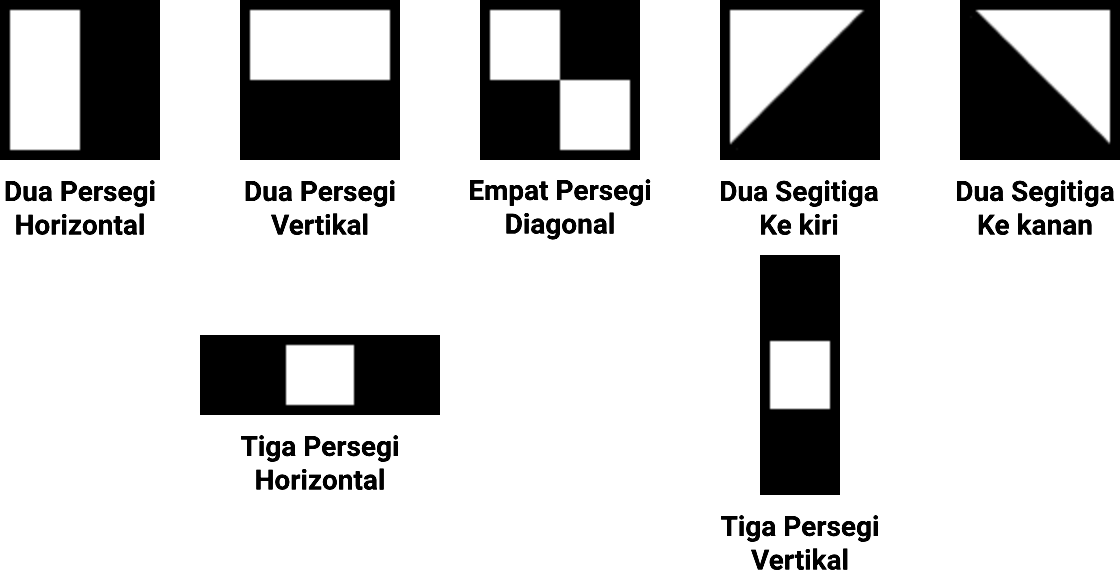 Dua Persegi
Horizontal
Dua Persegi
Vertikal
Empat Persegi
Diagonal
Dua Segitiga
Ke kiri
Dua Segitiga
Ke kanan
Tiga Persegi
Horizontal
Tiga Persegi
Vertikal